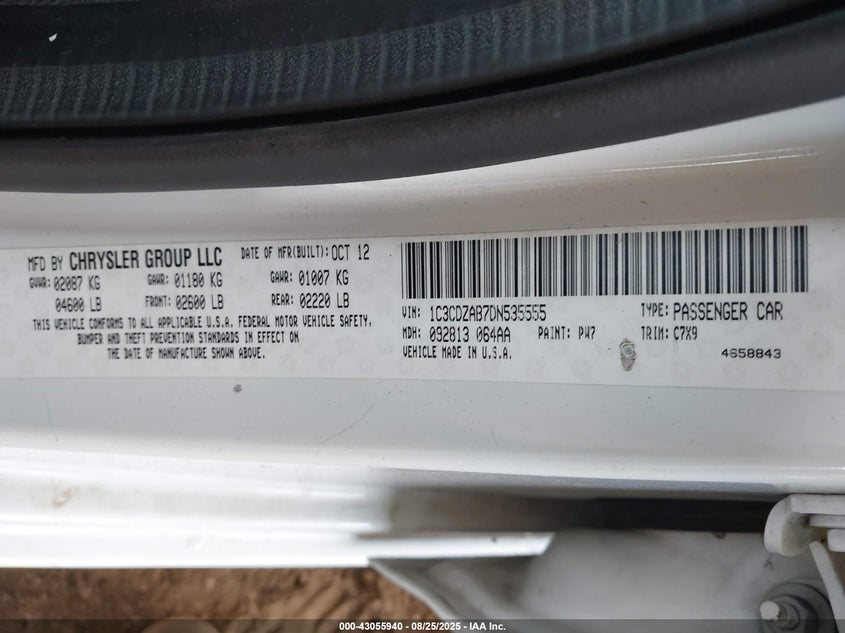 MFD BY CHRYSLER GROUP LLC DATE OF MFR(BUILT): OCT 12
GVWR: 02087 KG GAWR: 01180 KG GAWR: 01007 KG
04600 LB FRONT: 02600 LB REAR: 02220 LB
THIS VEHICLE CONFORMS TO ALL APPLICABLE U.S.A. FEDERAL MOTOR VEHICLE SAFETY,
BUMPER AND THEFT PREVENTION STANDARDS IN EFFECT ON
THE DATE OF MANUFACTURE SHOWN ABOVE.
VIN: 1C3CDZAB7DN535555 TYPE: PASSENGER CAR
MDH: 092813 064AA PAINT: PW7 TRIM: C7X9
VEHICLE MADE IN U.S.A. 4658843
000-43055940 - 08/25/2025 - IAA Inc.